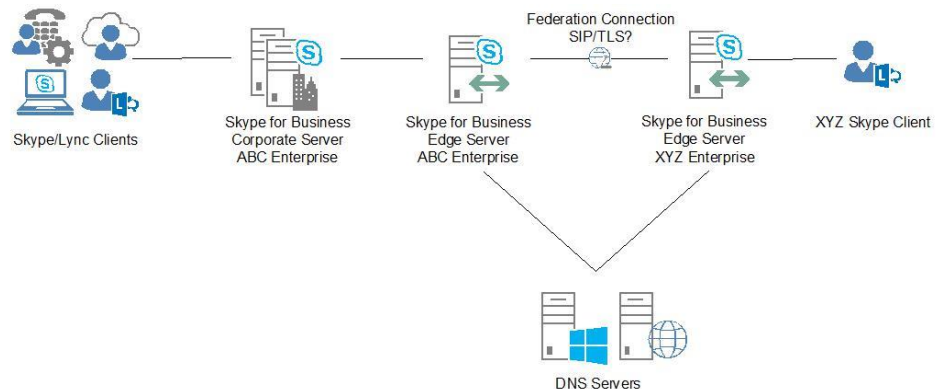 Federation Connection
SIP/TLS?
Skype/Lync Clients
Skype for Business
Corporate Server
ABC Enterprise
Skype for Business
Edge Server
ABC Enterprise
Skype for Business
Edge Server
XYZ Enterprise
XYZ Skype Client
DNS Servers